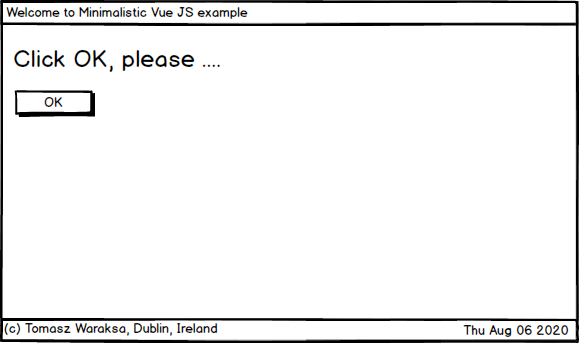 Welcome to Minimalistic Vue JS example
Click OK, please ....
OK
(c) Tomasz Waraksa, Dublin, Ireland
Thu Aug 06 2020